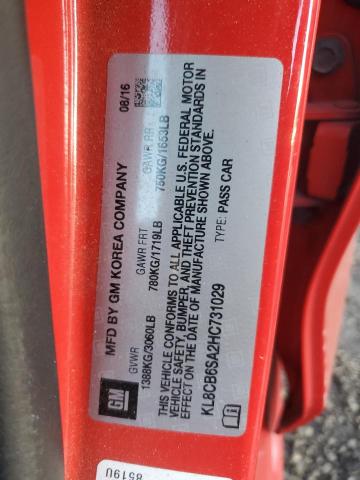 MFD BY GM KOREA COMPANY 08/16
GVWR GAWR FRT GAWR RR
1388KG/3060LB 780KG/1719LB 750KG/1653LB
THIS VEHICLE CONFORMS TO ALL APPLICABLE U.S. FEDERAL MOTOR
VEHICLE SAFETY, BUMPER, AND THEFT PREVENTION STANDARDS IN
EFFECT ON THE DATE OF MANUFACTURE SHOWN ABOVE.
KL8CB6SA2HC731029 TYPE: PASS CAR
GM
8519U